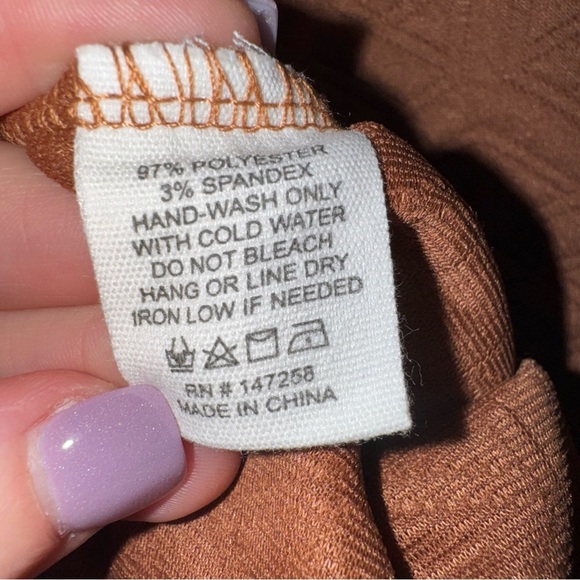 97% POLYESTER
3% SPANDEX
HAND-WASH ONLY
WITH COLD WATER
DO NOT BLEACH
HANG OR LINE DRY
IRON LOW IF NEEDED
RN # 147258
MADE IN CHINA